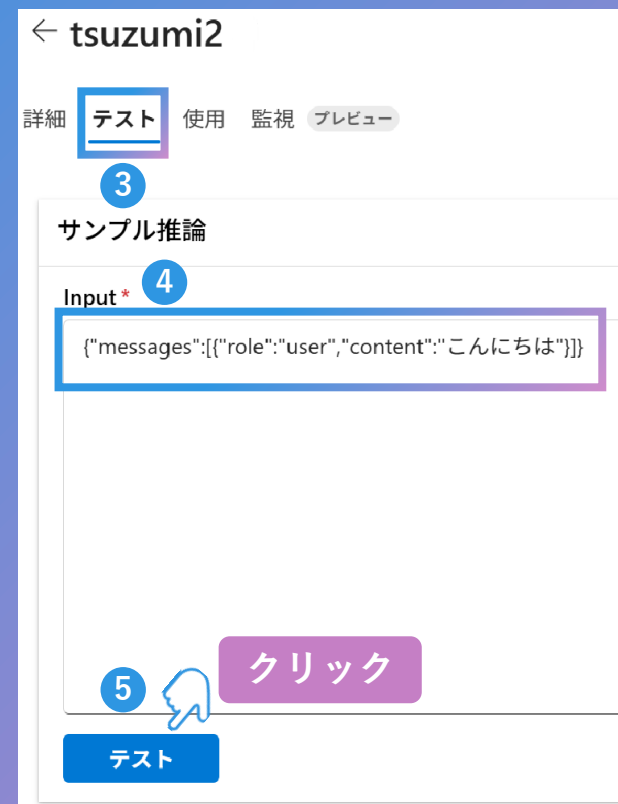 ← tsuzumi2
詳細 テスト 使用 監視 プレビュー
3
サンプル推論
4
Input *
{"messages":[{"role":"user","content":"こんにちは"}]}
クリック
5
テスト